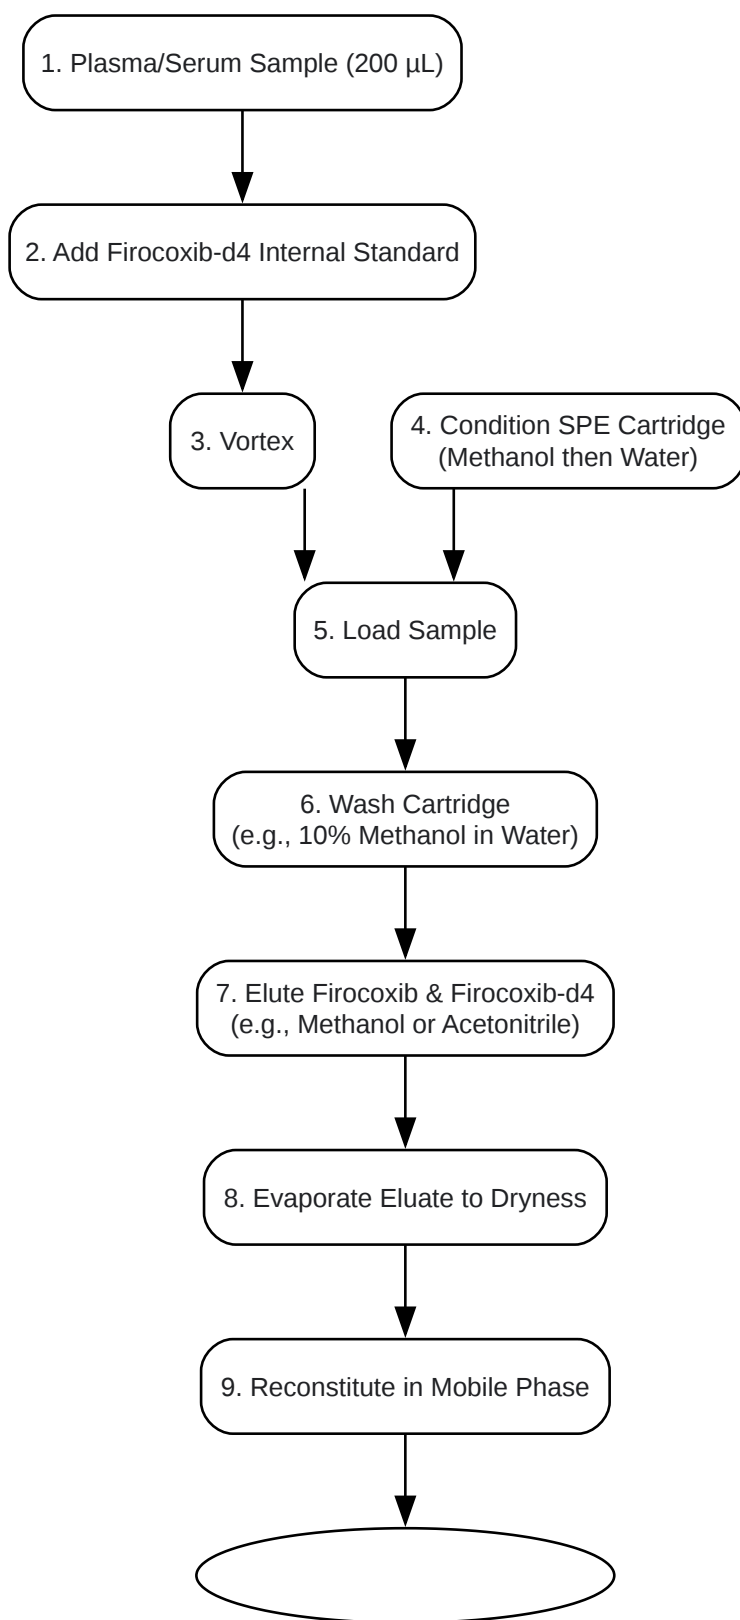 1. Plasma/Serum Sample (200 µL)
2. Add Firocoxib-d4 Internal Standard
3. Vortex
4. Condition SPE Cartridge
(Methanol then Water)
5. Load Sample
6. Wash Cartridge
(e.g., 10% Methanol in Water)
7. Elute Firocoxib & Firocoxib-d4
(e.g., Methanol or Acetonitrile)
8. Evaporate Eluate to Dryness
9. Reconstitute in Mobile Phase